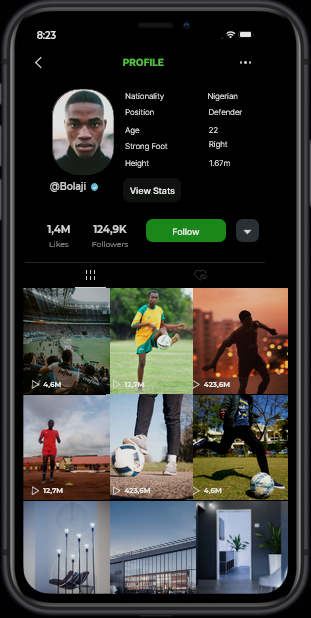 8:23
PROFILE
Nationality Nigerian
Position Defender
Age 22
Strong Foot Right
Height 1.67m
@Bolaji
View Stats
1,4M 124,9K
Likes Followers
Follow
4,6M 12,7M 423,6M
12,7M 423,6M 4,6M